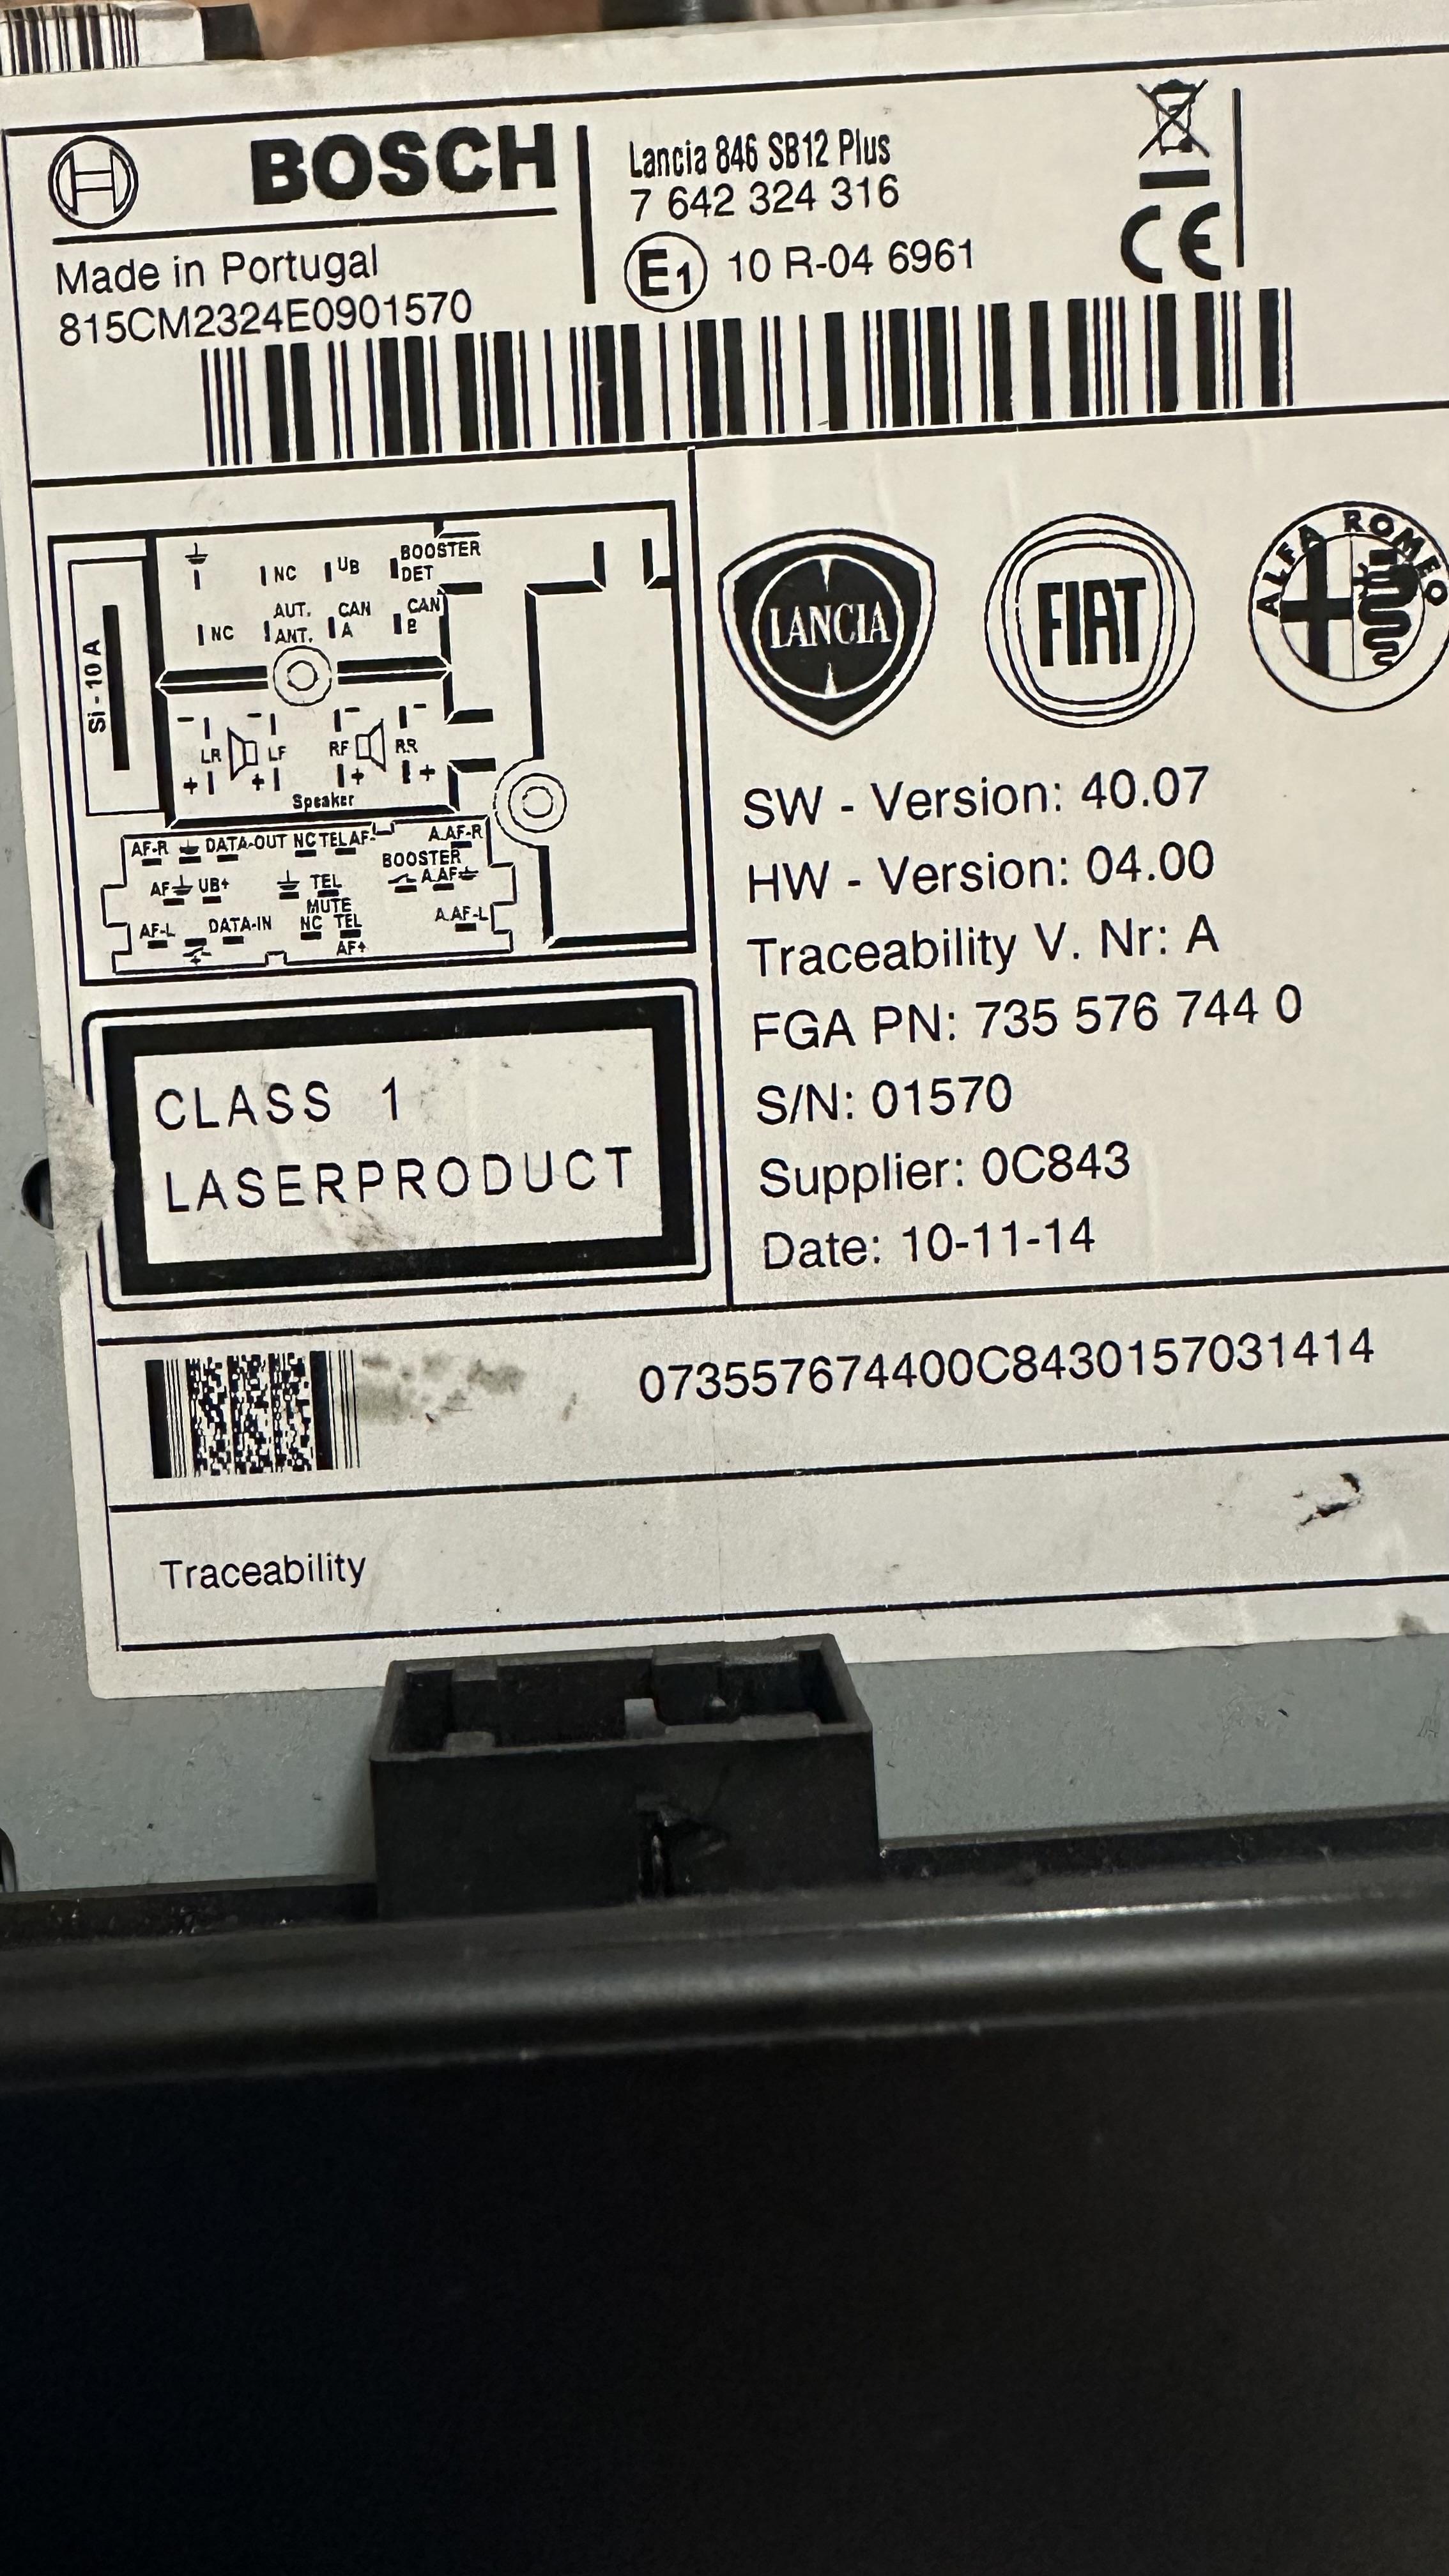 BOSCH
Made in Portugal
815CM2324E0901570
Lancia 846 SB12 Plus
7 642 324 316
E1 10 R-04 6961
CE
Si - 10 A
NC UB BOOSTER DET
NC AUT. ANT. CAN A CAN B
- - - -
LR LF RF RR
+ + + +
Speaker
AF-R DATA-OUT NC TEL AF- A.AF-R
BOOSTER
AF UB+ TEL MUTE A.AF
AF-L DATA-IN NC TEL AF+ A.AF-L
CLASS 1
LASERPRODUCT
LANCIA
FIAT
ALFA ROMEO
SW - Version: 40.07
HW - Version: 04.00
Traceability V. Nr: A
FGA PN: 735 576 744 0
S/N: 01570
Supplier: 0C843
Date: 10-11-14
073557674400C8430157031414
Traceability